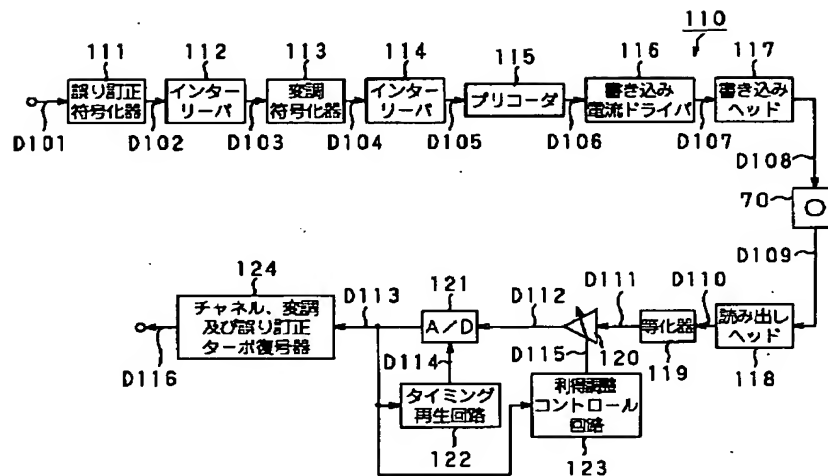 110
111
112
113
114
115
116
117
誤り訂正
符号化器
インター
リーバ
変調
符号化器
インター
リーバ
プリコーダ
書き込み
電流ドライバ
書き込み
ヘッド
D101
D102
D103
D104
D105
D106
D107
D108
70
D109
124
チャネル、変調
及び誤り訂正
ターボ復号器
D113
121
A/D
D112
D111
D110
読み出し
ヘッド
等化器
D114
D115
120
119
118
D116
タイミング
再生回路
122
利得調整
コントロール
回路
123